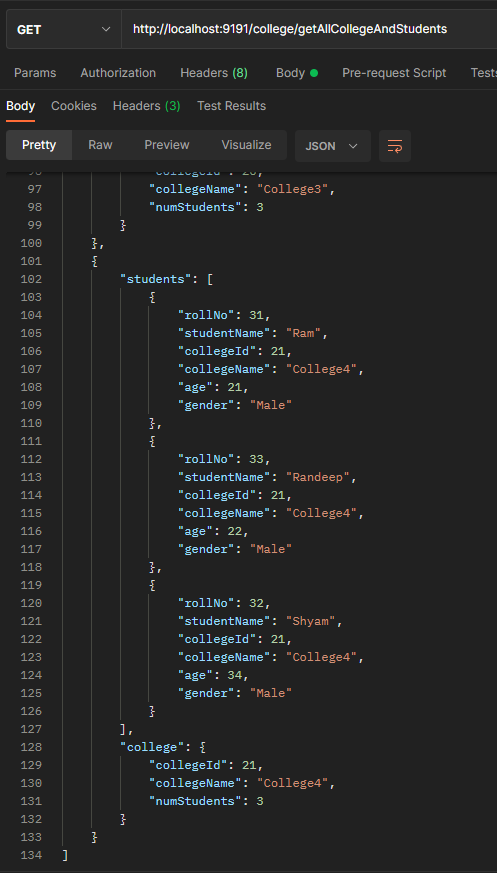 GET http://localhost:9191/college/getAllCollegeAndStudents
Params Authorization Headers (8) Body Pre-request Script Tests
Body Cookies Headers (3) Test Results
Pretty Raw Preview Visualize JSON
97 "collegeName": "College3",
98 "numStudents": 3
99 }
100 },
101 {
102 "students": [
103 {
104 "rollNo": 31,
105 "studentName": "Ram",
106 "collegeId": 21,
107 "collegeName": "College4",
108 "age": 21,
109 "gender": "Male"
110 },
111 {
112 "rollNo": 33,
113 "studentName": "Randeep",
114 "collegeId": 21,
115 "collegeName": "College4",
116 "age": 22,
117 "gender": "Male"
118 },
119 {
120 "rollNo": 32,
121 "studentName": "Shyam",
122 "collegeId": 21,
123 "collegeName": "College4",
124 "age": 34,
125 "gender": "Male"
126 }
127 ],
128 "college": {
129 "collegeId": 21,
130 "collegeName": "College4",
131 "numStudents": 3
132 }
133 }
134 ]